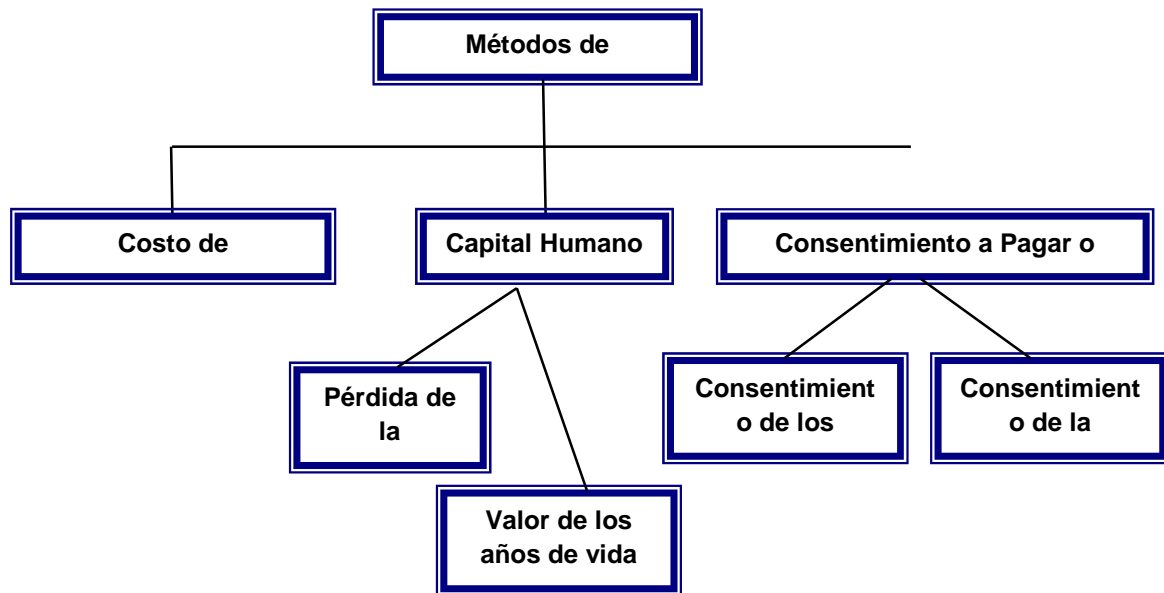 Métodos de
Costo de
Capital Humano
Consentimiento a Pagar o
Pérdida de
la
Consentimient
o de los
Consentimient
o de la
Valor de los
años de vida